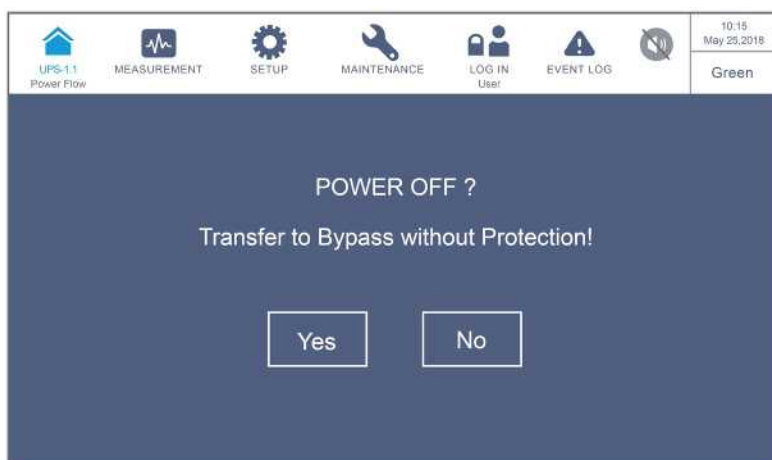 UPS-1.1
Power Flow
MEASUREMENT
SETUP
MAINTENANCE
LOG IN
User
EVENT LOG
10:15
May 25,2018
Green
POWER OFF ?
Transfer to Bypass without Protection!
Yes
No